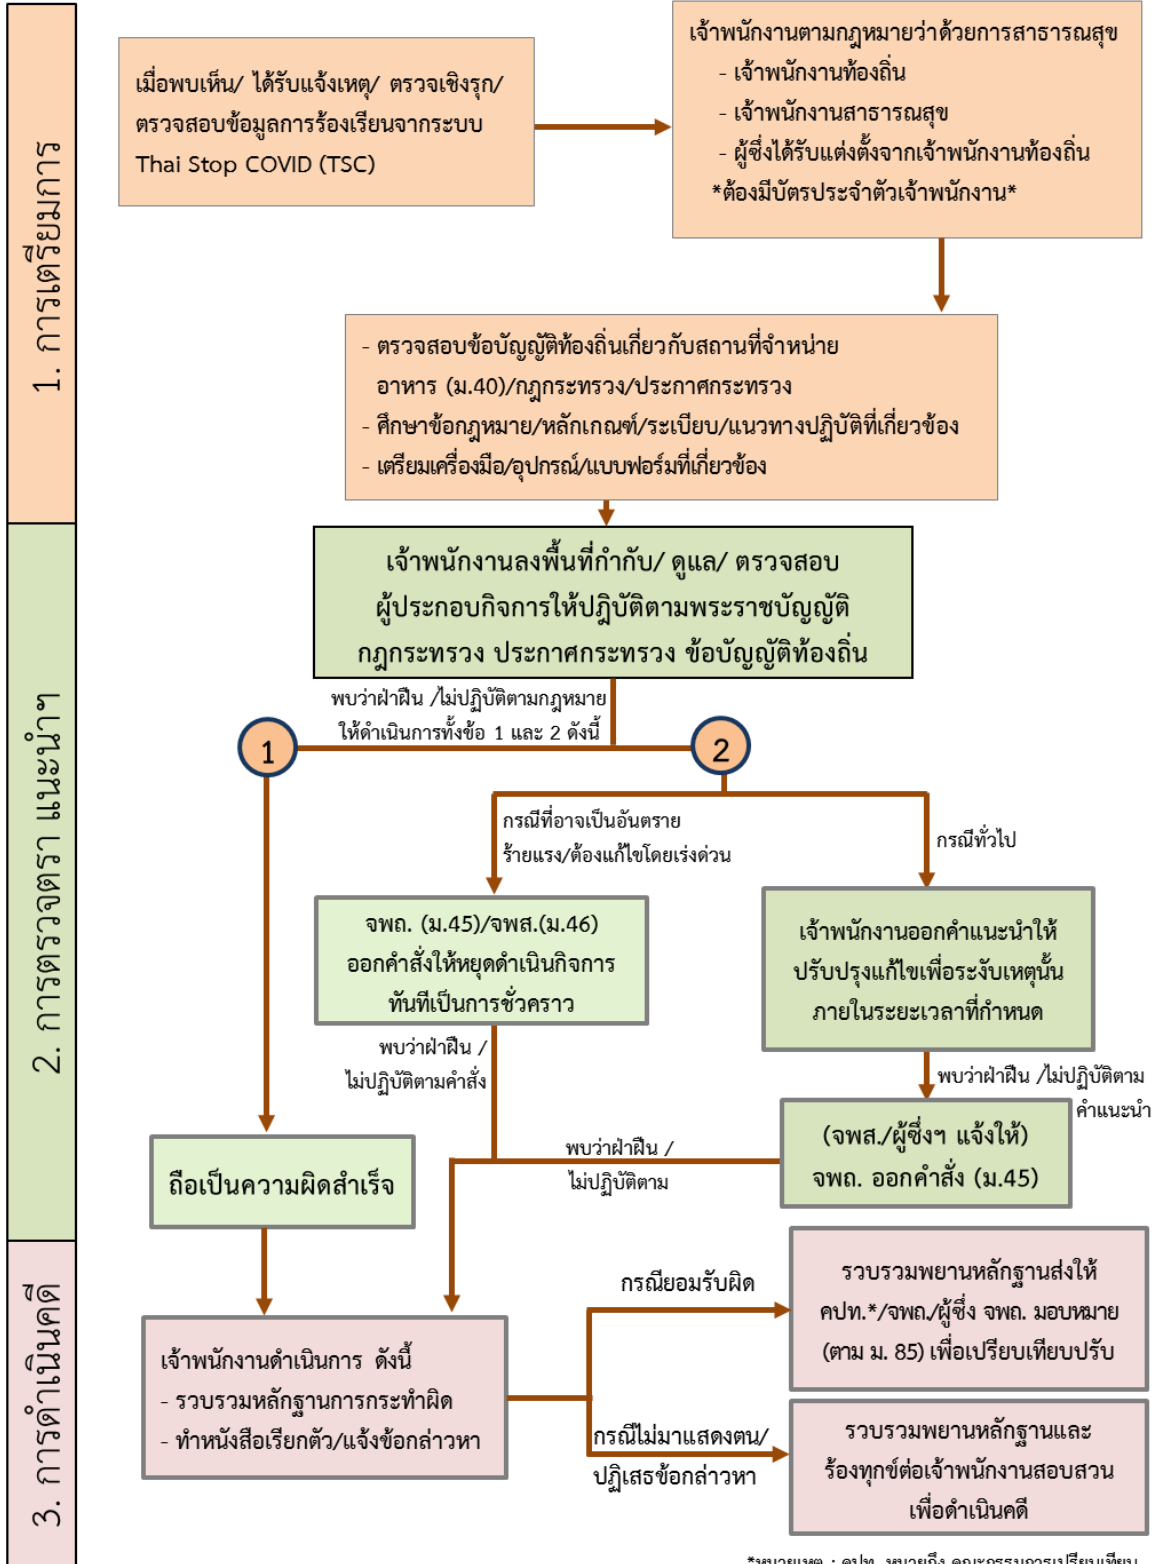 1. การเตรียมการ
เมื่อพบเห็น/ ได้รับแจ้งเหตุ/ ตรวจเชิงรุก/
ตรวจสอบข้อมูลการร้องเรียนจากระบบ
Thai Stop COVID (TSC)
เจ้าพนักงานตามกฎหมายว่าด้วยการสาธารณสุข
- เจ้าพนักงานท้องถิ่น
- เจ้าพนักงานสาธารณสุข
- ผู้ซึ่งได้รับแต่งตั้งจากเจ้าพนักงานท้องถิ่น
*ต้องมีบัตรประจำตัวเจ้าพนักงาน*
- ตรวจสอบข้อบัญญัติท้องถิ่นเกี่ยวกับสถานที่จำหน่าย
อาหาร (ม.40)/กฎกระทรวง/ประกาศกระทรวง
- ศึกษาข้อกฎหมาย/หลักเกณฑ์/ระเบียบ/แนวทางปฏิบัติที่เกี่ยวข้อง
- เตรียมเครื่องมือ/อุปกรณ์/แบบฟอร์มที่เกี่ยวข้อง
2. การตรวจตรา แนะนำฯ
เจ้าพนักงานลงพื้นที่กำกับ/ ดูแล/ ตรวจสอบ
ผู้ประกอบกิจการให้ปฏิบัติตามพระราชบัญญัติ
กฎกระทรวง ประกาศกระทรวง ข้อบัญญัติท้องถิ่น
พบว่าฝ่าฝืน /ไม่ปฏิบัติตามกฎหมาย
ให้ดำเนินการทั้งข้อ 1 และ 2 ดังนี้
1
2
กรณีที่อาจเป็นอันตราย
ร้ายแรง/ต้องแก้ไขโดยเร่งด่วน
กรณีทั่วไป
จพถ. (ม.45)/จพส.(ม.46)
ออกคำสั่งให้หยุดดำเนินกิจการ
ทันทีเป็นการชั่วคราว
เจ้าพนักงานออกคำแนะนำให้
ปรับปรุงแก้ไขเพื่อระงับเหตุนั้น
ภายในระยะเวลาที่กำหนด
พบว่าฝ่าฝืน /
ไม่ปฏิบัติตามคำสั่ง
พบว่าฝ่าฝืน /ไม่ปฏิบัติตาม
คำแนะนำ
(จพส./ผู้ซึ่งฯ แจ้งให้)
จพถ. ออกคำสั่ง (ม.45)
พบว่าฝ่าฝืน /
ไม่ปฏิบัติตาม
ถือเป็นความผิดสำเร็จ
3. การดำเนินคดี
เจ้าพนักงานดำเนินการ ดังนี้
- รวบรวมหลักฐานการกระทำผิด
- ทำหนังสือเรียกตัว/แจ้งข้อกล่าวหา
กรณียอมรับผิด
รวบรวมพยานหลักฐานส่งให้
คปท.*/จพถ./ผู้ซึ่ง จพถ. มอบหมาย
(ตาม ม. 85) เพื่อเปรียบเทียบปรับ
กรณีไม่มาแสดงตน/
ปฏิเสธข้อกล่าวหา
รวบรวมพยานหลักฐานและ
ร้องทุกข์ต่อเจ้าพนักงานสอบสวน
เพื่อดำเนินคดี
*หมายเหตุ : คปท. หมายถึง คณะกรรมการเปรียบเทียบ